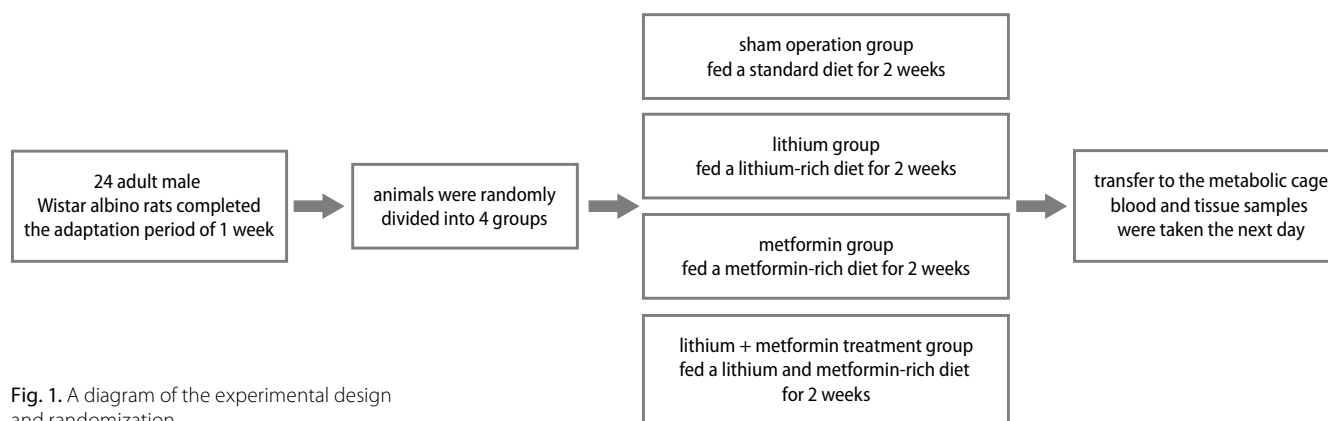 24 adult male
Wistar albino rats completed
the adaptation period of 1 week
animals were randomly
divided into 4 groups
sham operation group
fed a standard diet for 2 weeks
lithium group
fed a lithium-rich diet for 2 weeks
metformin group
fed a metformin-rich diet for 2 weeks
lithium + metformin treatment group
fed a lithium and metformin-rich diet
for 2 weeks
transfer to the metabolic cage
blood and tissue samples
were taken the next day
Fig. 1. A diagram of the experimental design
and randomization